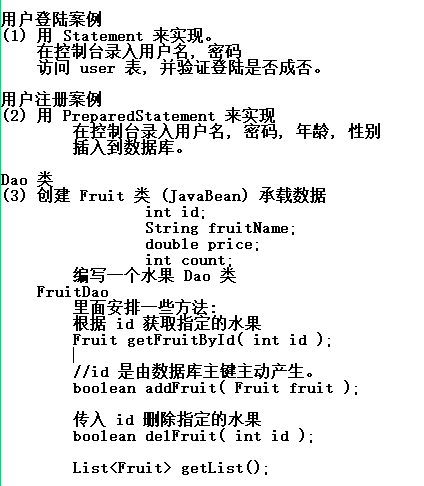 用户登陆案例
(1) 用 Statement 来实现。
在控制台录入用户名, 密码
访问 user 表, 并验证登陆是否成否。
用户注册案例
(2) 用 PreparedStatement 来实现
在控制台录入用户名, 密码, 年龄, 性别
插入到数据库。
Dao 类
(3) 创建 Fruit 类 (JavaBean) 承载数据
int id;
String fruitName;
double price;
int count;
编写一个水果 Dao 类
FruitDao
里面安排一些方法:
根据 id 获取指定的水果
Fruit getFruitById( int id );
//id 是由数据库主键主动产生。
boolean addFruit( Fruit fruit );
传入 id 删除指定的水果
boolean delFruit( int id );
List<Fruit> getList();